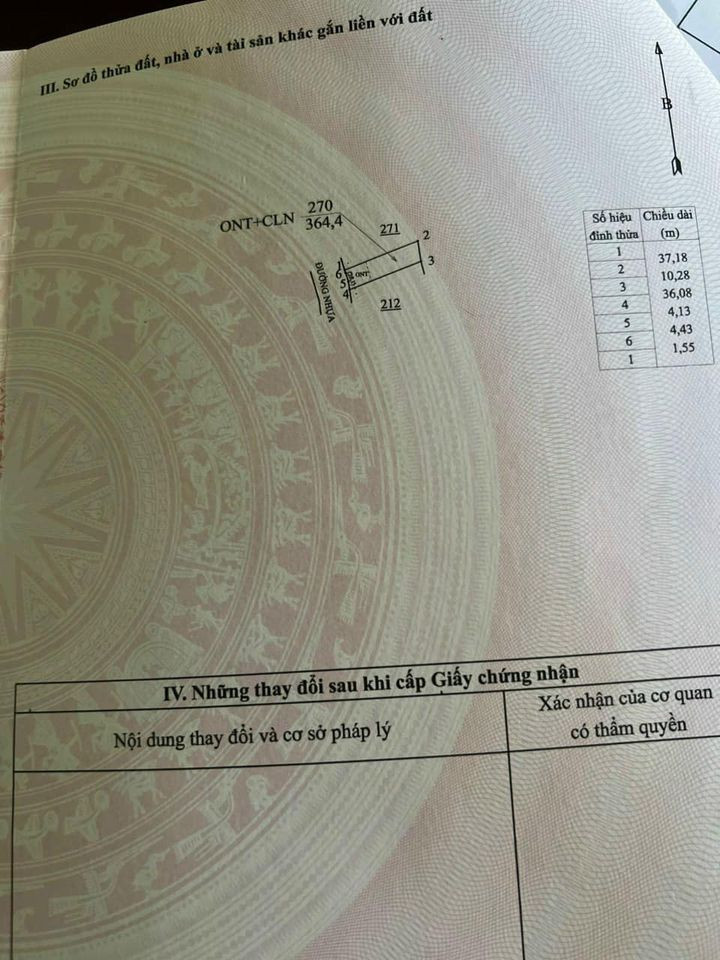 III. Sơ đồ thửa đất, nhà ở và tài sản khác gắn liền với đất
B
270
ONT+CLN 364,4
271
2
3
1
6
5
4
ONT
ĐƯỜNG NHỰA
212
Số hiệu đỉnh thửa
Chiều dài (m)
1
37,18
2
10,28
3
36,08
4
4,13
5
4,43
6
1,55
1
IV. Những thay đổi sau khi cấp Giấy chứng nhận
Nội dung thay đổi và cơ sở pháp lý
Xác nhận của cơ quan
có thẩm quyền